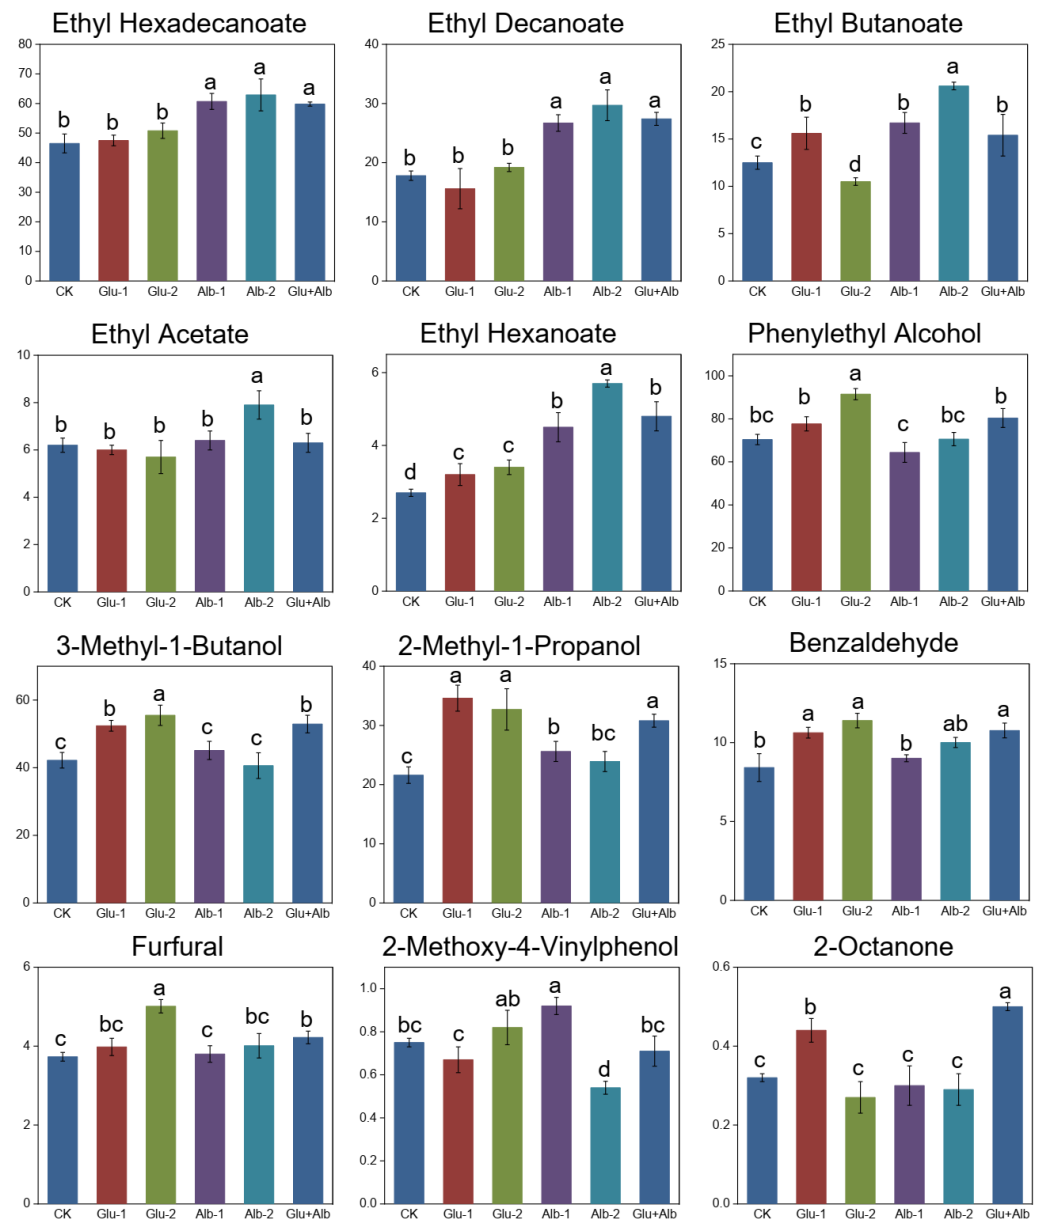 Ethyl Hexadecanoate
80
70
60
50
40
30
20
10
0
b b b a a a
CK Glu-1 Glu-2 Alb-1 Alb-2 Glu+Alb
Ethyl Decanoate
40
30
20
10
0
b b b a a a
CK Glu-1 Glu-2 Alb-1 Alb-2 Glu+Alb
Ethyl Butanoate
25
20
15
10
5
0
c b d b a b
CK Glu-1 Glu-2 Alb-1 Alb-2 Glu+Alb
Ethyl Acetate
10
8
6
4
2
0
b b b b a b
CK Glu-1 Glu-2 Alb-1 Alb-2 Glu+Alb
Ethyl Hexanoate
6
4
2
0
d c c b a b
CK Glu-1 Glu-2 Alb-1 Alb-2 Glu+Alb
Phenylethyl Alcohol
100
80
60
40
20
0
bc b a c bc b
CK Glu-1 Glu-2 Alb-1 Alb-2 Glu+Alb
3-Methyl-1-Butanol
60
40
20
0
c b a c c b
CK Glu-1 Glu-2 Alb-1 Alb-2 Glu+Alb
2-Methyl-1-Propanol
40
30
20
10
0
c a a b bc a
CK Glu-1 Glu-2 Alb-1 Alb-2 Glu+Alb
Benzaldehyde
15
10
5
0
b a a b ab a
CK Glu-1 Glu-2 Alb-1 Alb-2 Glu+Alb
Furfural
6
4
2
0
c bc a c bc b
CK Glu-1 Glu-2 Alb-1 Alb-2 Glu+Alb
2-Methoxy-4-Vinylphenol
1.0
0.8
0.6
0.4
0.2
0.0
bc c ab a d bc
CK Glu-1 Glu-2 Alb-1 Alb-2 Glu+Alb
2-Octanone
0.6
0.4
0.2
0.0
c b c c c a
CK Glu-1 Glu-2 Alb-1 Alb-2 Glu+Alb